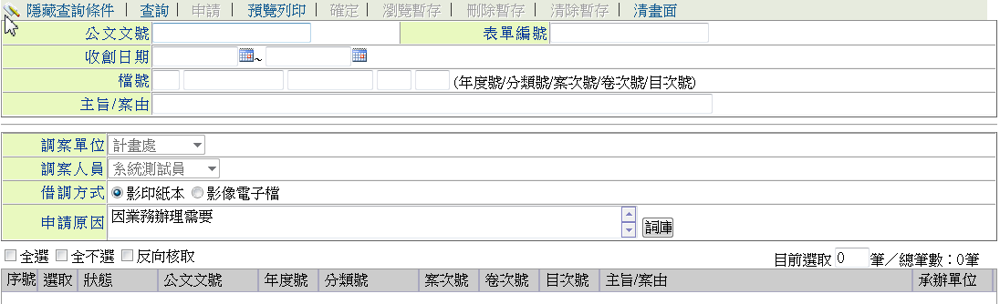 隱藏查詢條件 | 查詢 | 申請 | 預覽列印 | 確定 | 瀏覽暫存 | 刪除暫存 | 清除暫存 | 清畫面
公文文號 表單編號
收創日期 ~
檔號 (年度號/分類號/案次號/卷次號/目次號)
主旨/案由
調案單位 計畫處
調案人員 系統測試員
借調方式 影印紙本 影像電子檔
申請原因 因業務辦理需要 詞庫
全選 全不選 反向核取 目前選取 0 筆／總筆數：0筆
序號 選取 狀態 公文文號 年度號 分類號 案次號 卷次號 目次號 主旨/案由 承辦單位